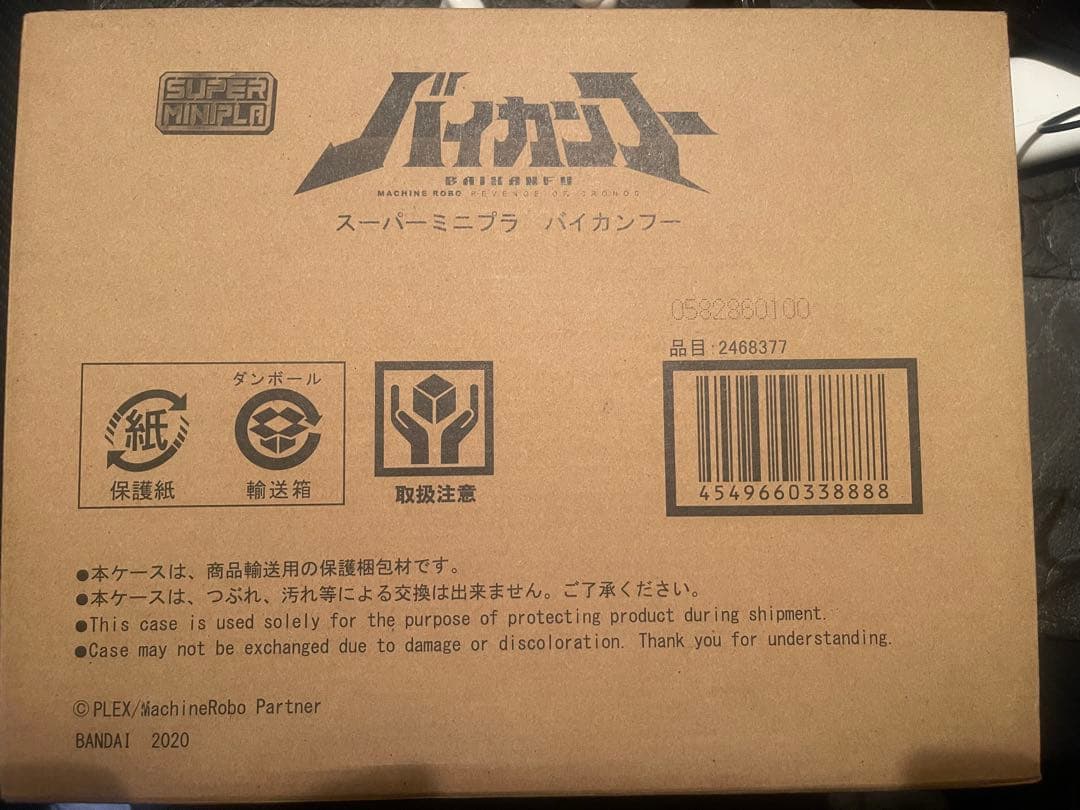 SUPER
MINIPLA
バイカンフー
BAIKANFU
MACHINE ROBO REVENGE OF CRONOS
スーパーミニプラ バイカンフー
0582860100
品目:2468377
ダンボール
紙
保護紙
輸送箱
取扱注意
4549660338888
●本ケースは、商品輸送用の保護梱包材です。
●本ケースは、つぶれ、汚れ等による交換は出来ません。ご了承ください。
●This case is used solely for the purpose of protecting product during shipment.
●Case may not be exchanged due to damage or discoloration. Thank you for understanding.
©PLEX/MachineRobo Partner
BANDAI 2020